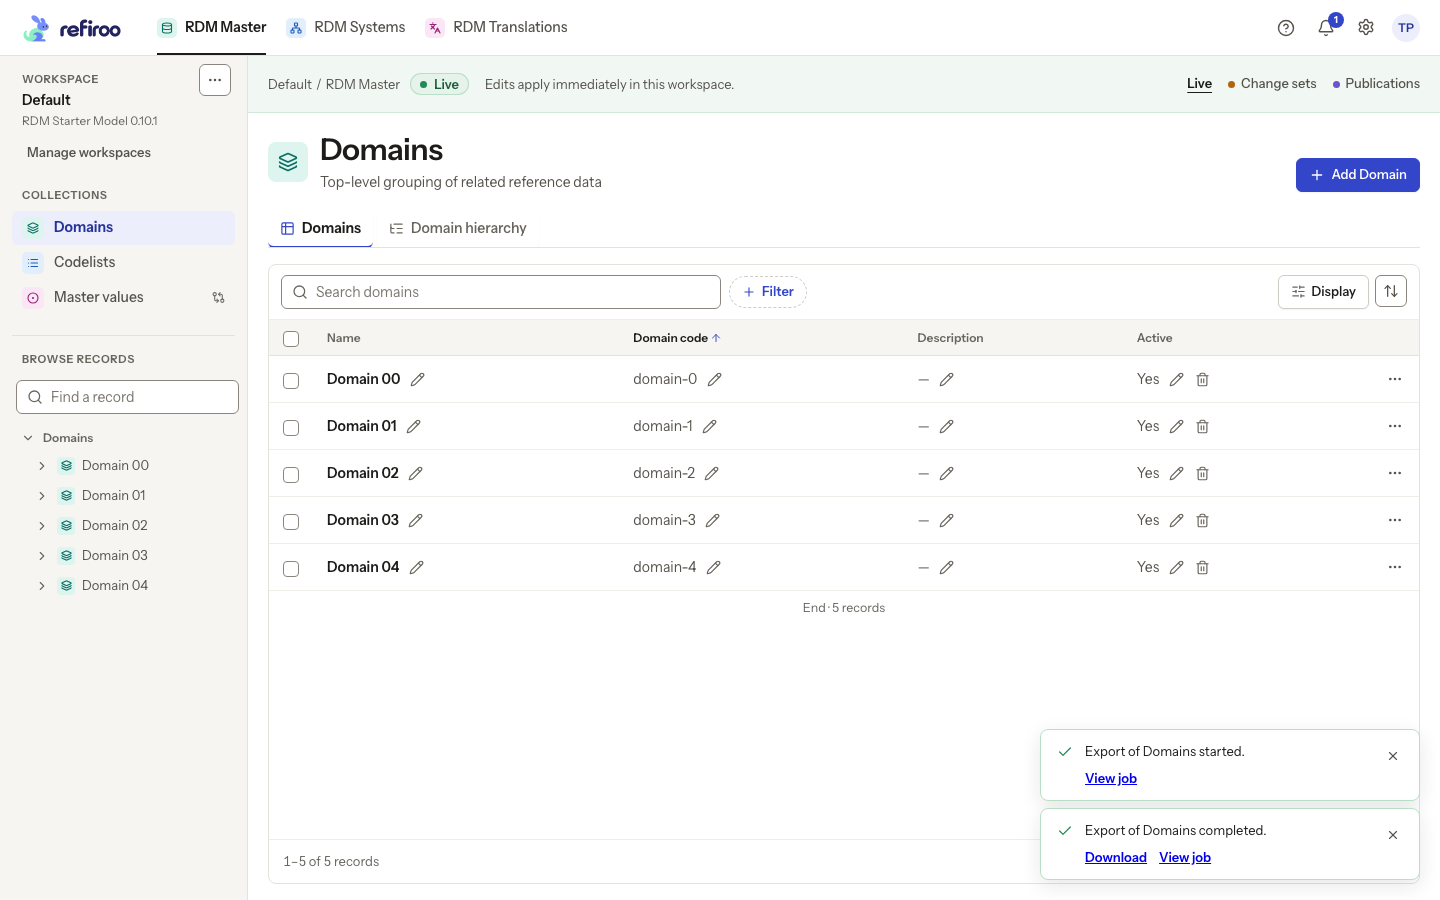 refiroo
RDM Master
RDM Systems
RDM Translations
1
TP
WORKSPACE
Default
RDM Starter Model 0.10.1
Manage workspaces
COLLECTIONS
Domains
Codelists
Master values
BROWSE RECORDS
Find a record
Domains
Domain 00
Domain 01
Domain 02
Domain 03
Domain 04
Default / RDM Master
Live
Edits apply immediately in this workspace.
Live
Change sets
Publications
Domains
Top-level grouping of related reference data
Add Domain
Domains
Domain hierarchy
Search domains
Filter
Display
Name Domain code Description Active
Domain 00 domain-0 — Yes
Domain 01 domain-1 — Yes
Domain 02 domain-2 — Yes
Domain 03 domain-3 — Yes
Domain 04 domain-4 — Yes
End · 5 records
1–5 of 5 records
Export of Domains started.
View job
Export of Domains completed.
Download View job